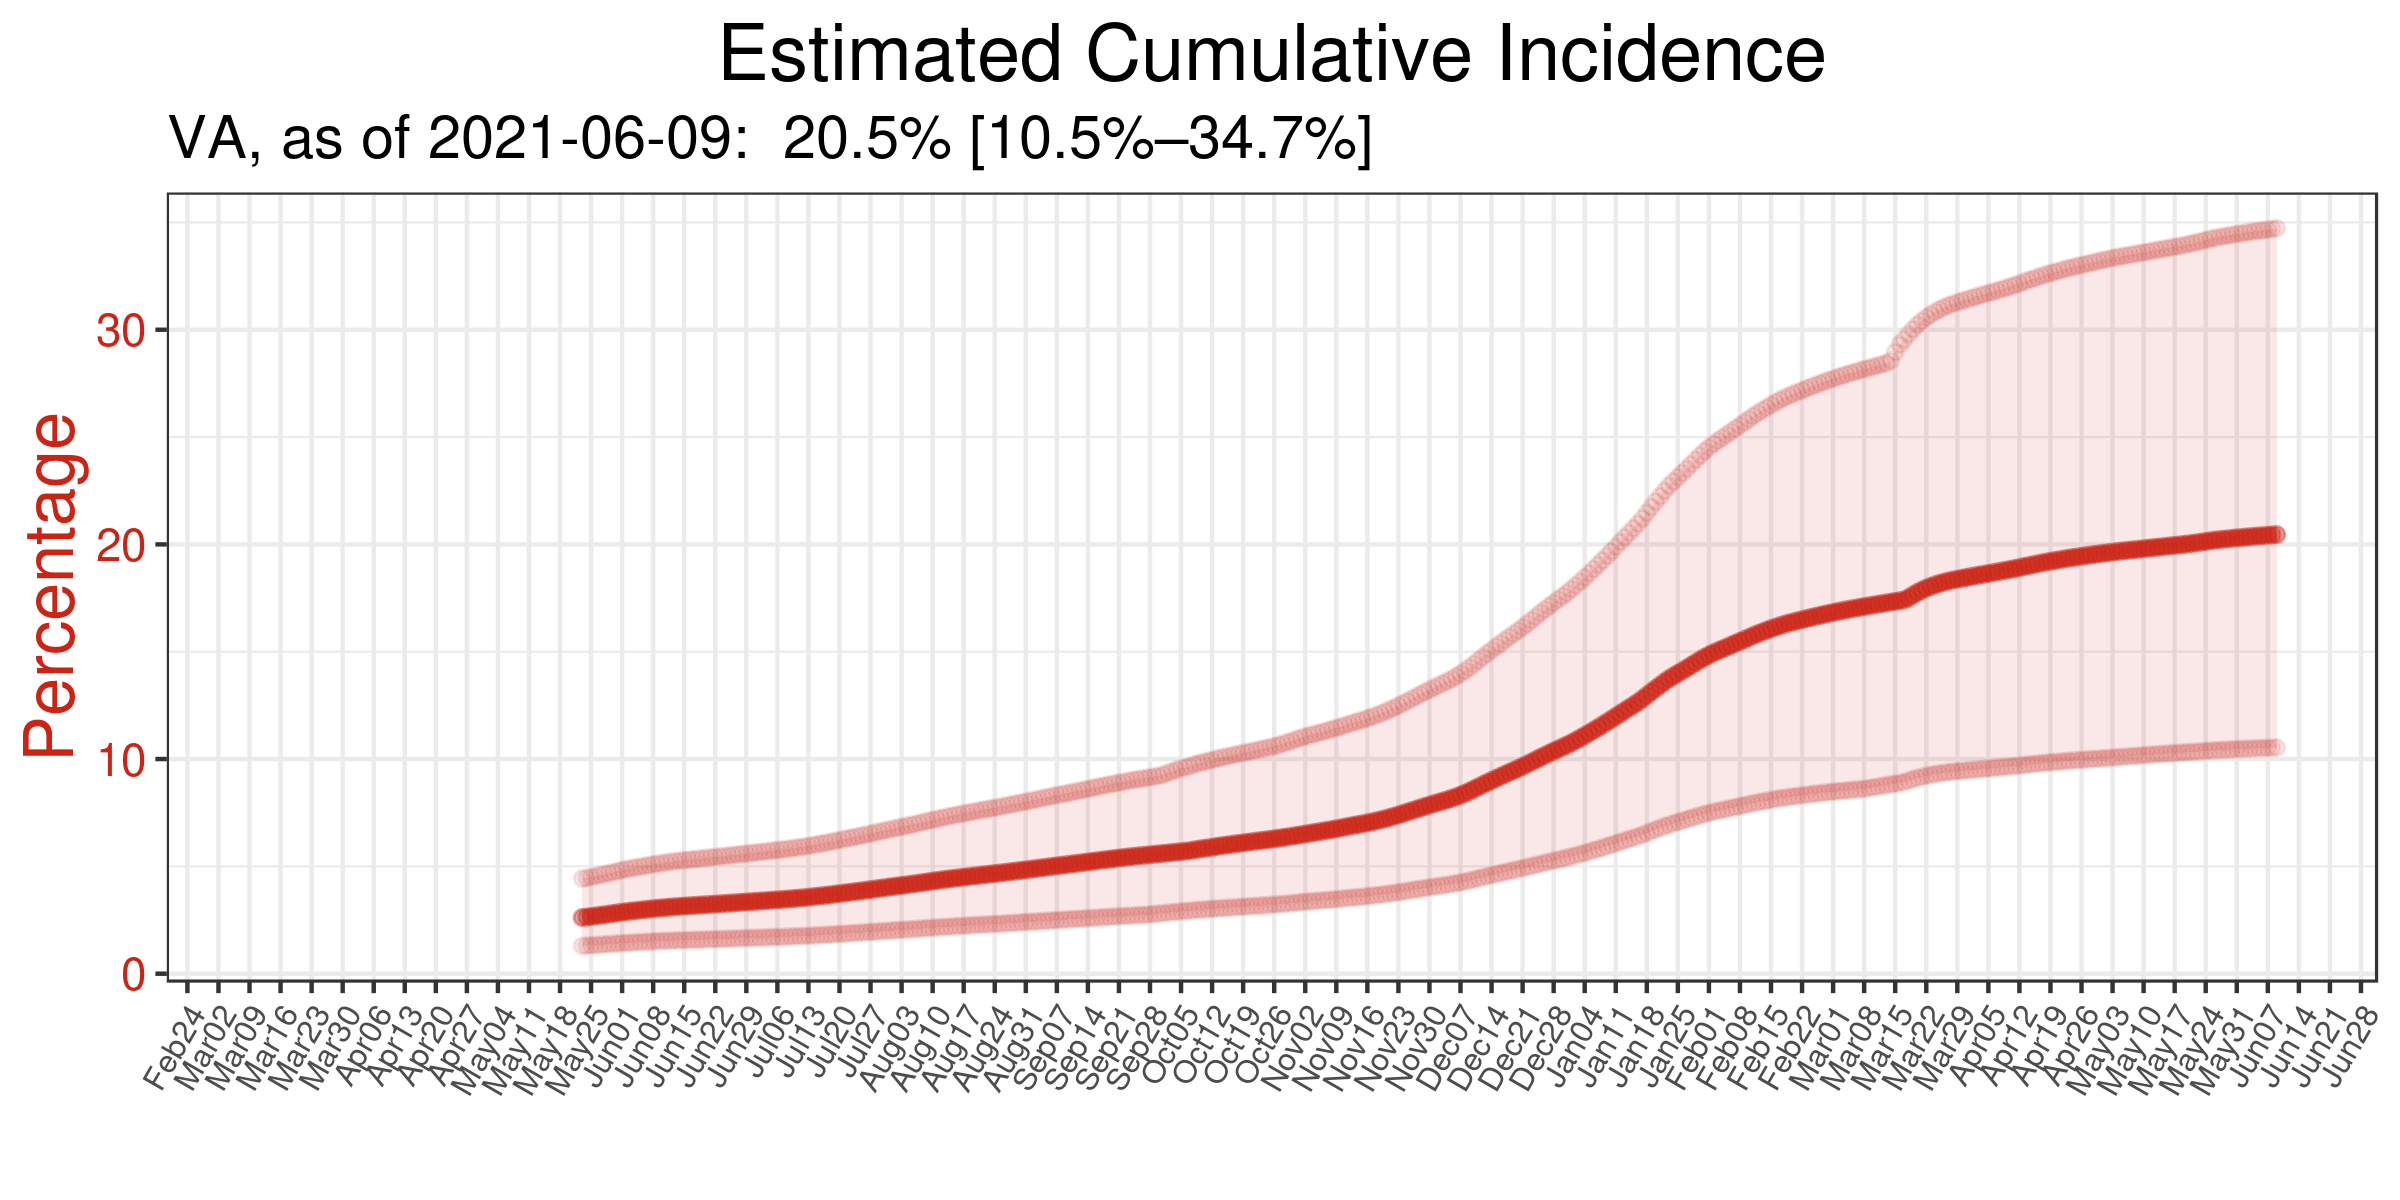 Estimated Cumulative Incidence
VA, as of 2021-06-09:  20.5% [10.5%–34.7%]
Percentage
30
20
10
0
Feb24
Mar02
Mar09
Mar16
Mar23
Mar30
Apr06
Apr13
Apr20
Apr27
May04
May11
May18
May25
Jun01
Jun08
Jun15
Jun22
Jun29
Jul06
Jul13
Jul20
Jul27
Aug03
Aug10
Aug17
Aug24
Aug31
Sep07
Sep14
Sep21
Sep28
Oct05
Oct12
Oct19
Oct26
Nov02
Nov09
Nov16
Nov23
Nov30
Dec07
Dec14
Dec21
Dec28
Jan04
Jan11
Jan18
Jan25
Feb01
Feb08
Feb15
Feb22
Mar01
Mar08
Mar15
Mar22
Mar29
Apr05
Apr12
Apr19
Apr26
May03
May10
May17
May24
May31
Jun07
Jun14
Jun21
Jun28